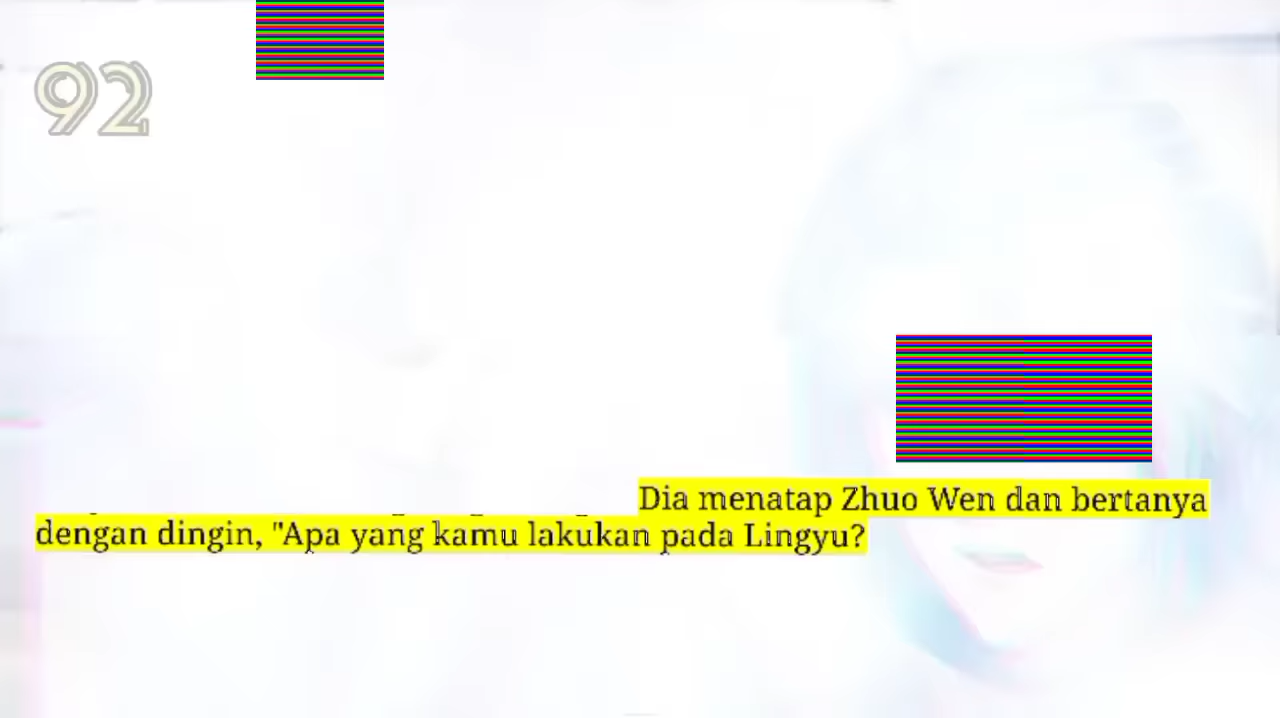 92
Dia menatap Zhuo Wen dan bertanya
dengan dingin, "Apa yang kamu lakukan pada Lingyu?